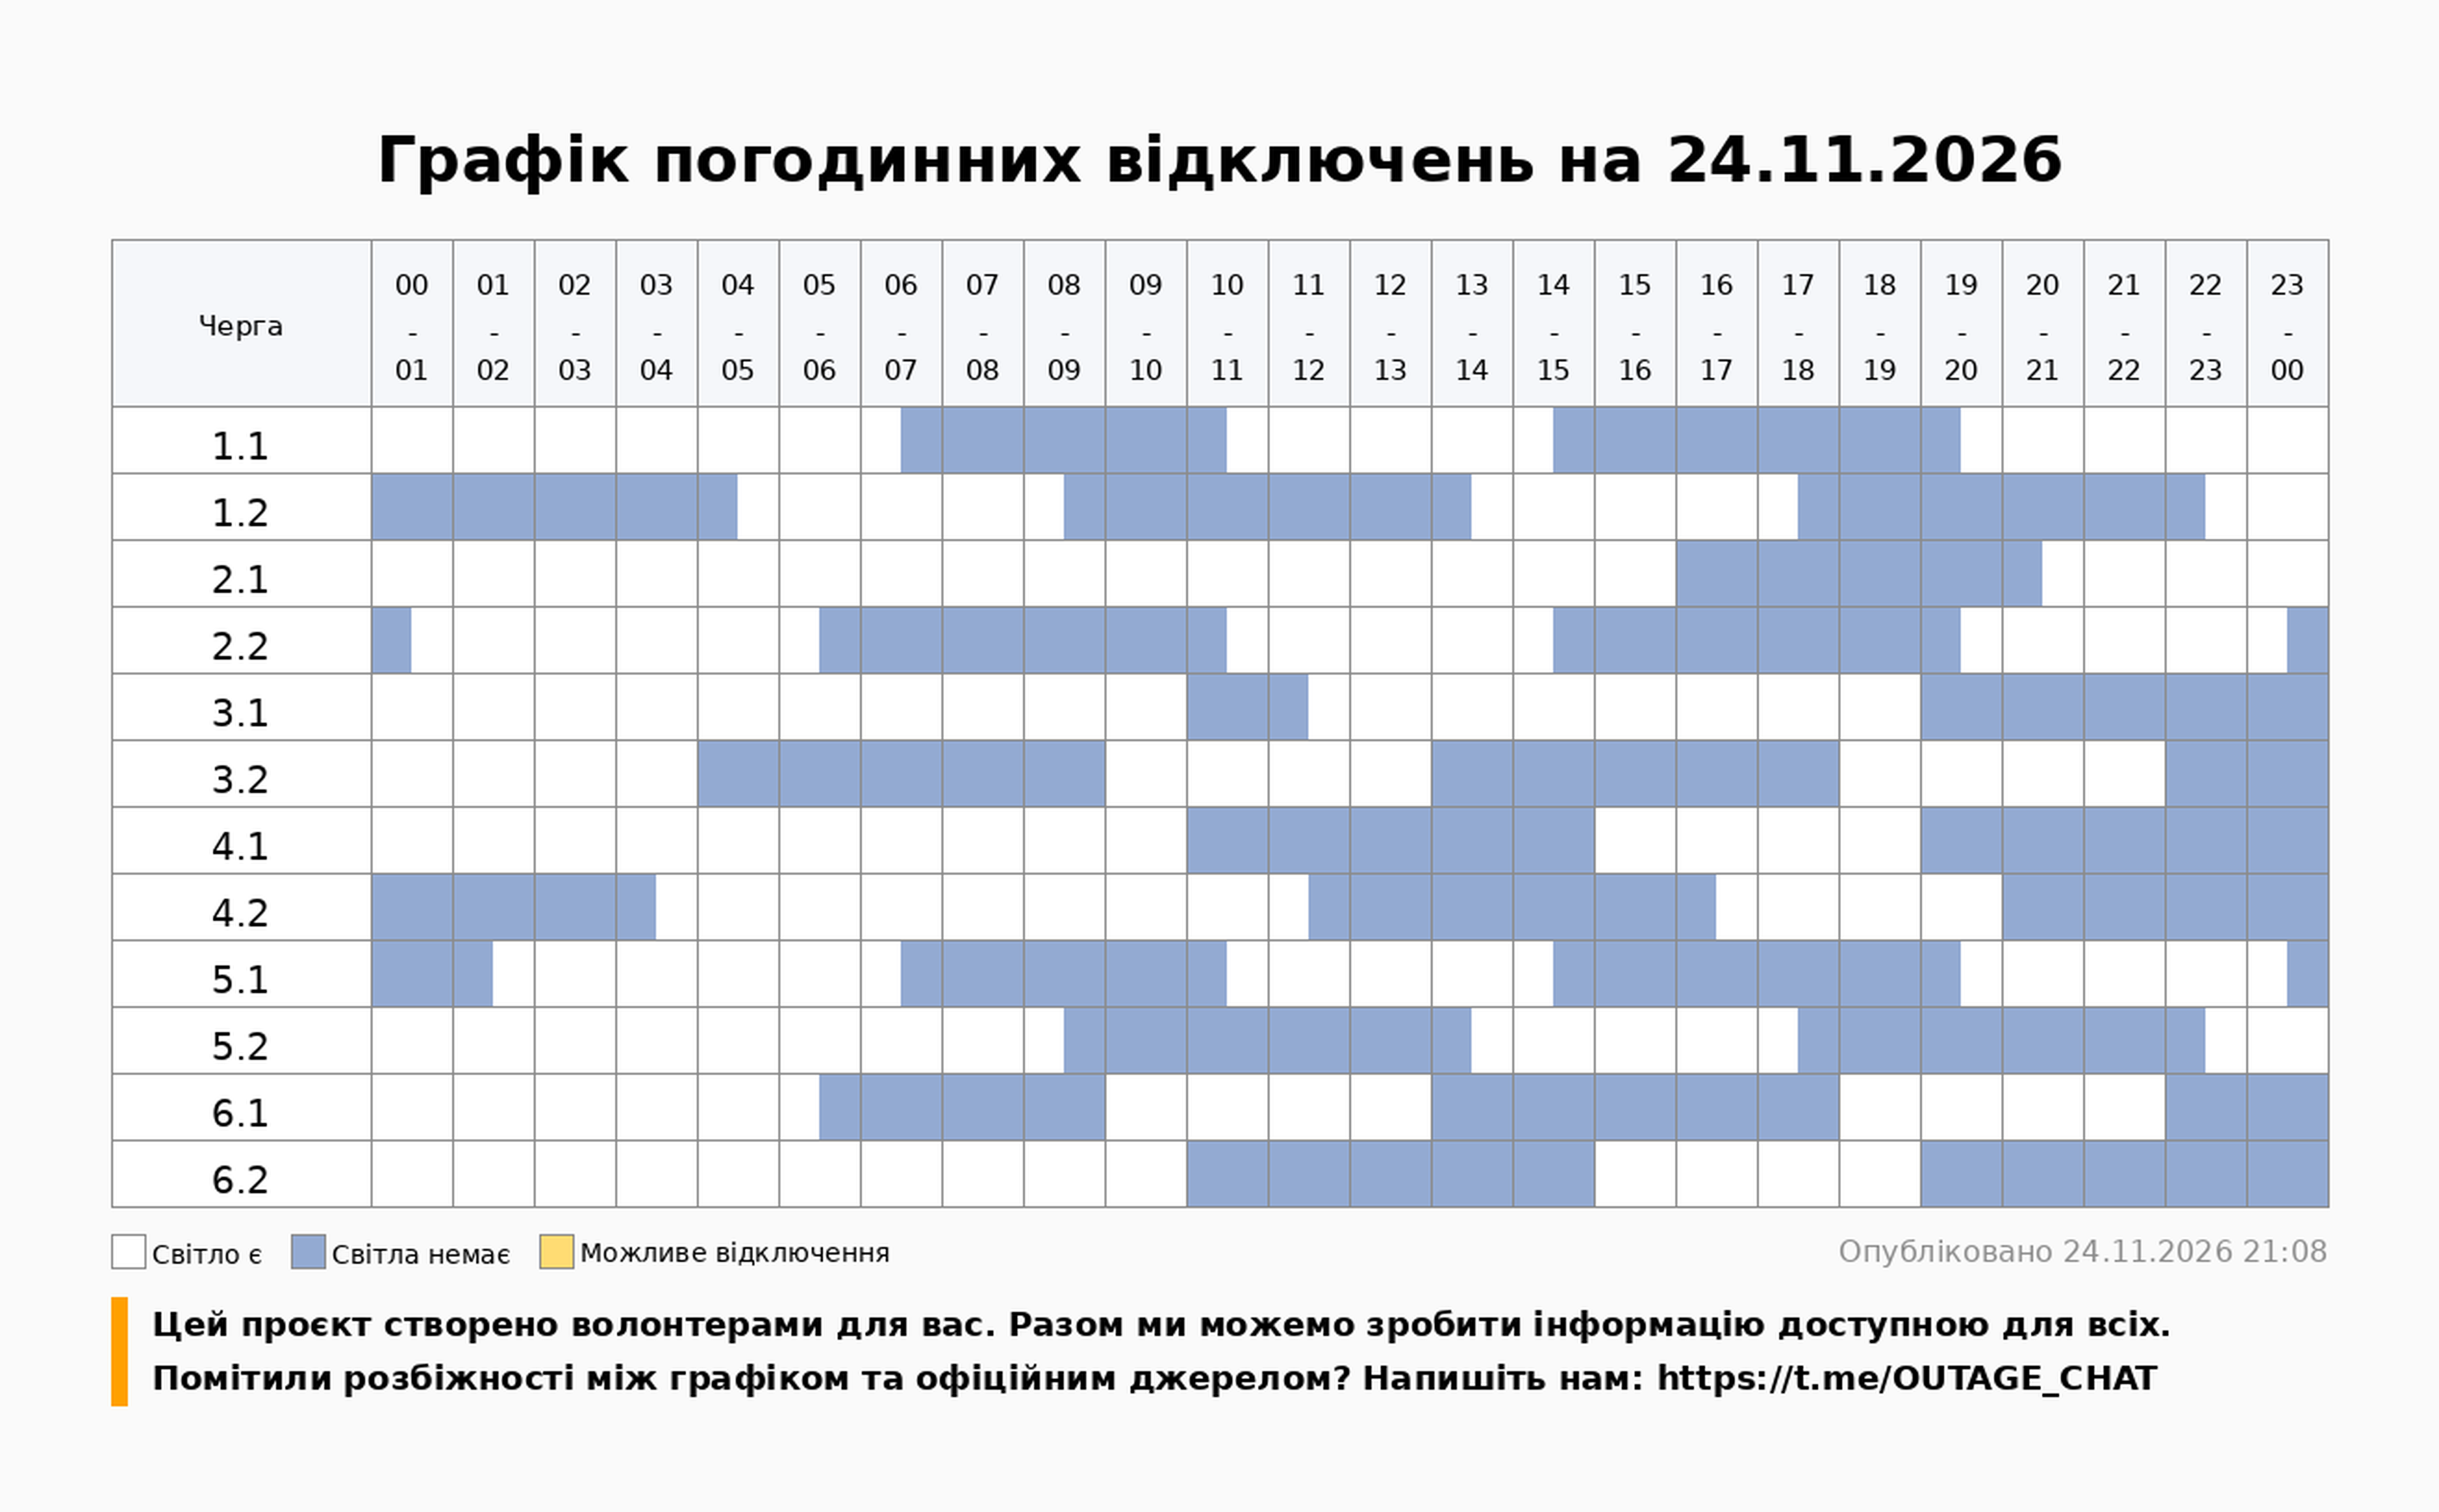 Графік погодинних відключень на 24.11.2026
Черга 00 - 01 01 - 02 02 - 03 03 - 04 04 - 05 05 - 06 06 - 07 07 - 08 08 - 09 09 - 10 10 - 11 11 - 12 12 - 13 13 - 14 14 - 15 15 - 16 16 - 17 17 - 18 18 - 19 19 - 20 20 - 21 21 - 22 22 - 23 23 - 00
1.1
1.2
2.1
2.2
3.1
3.2
4.1
4.2
5.1
5.2
6.1
6.2
Світло є Світла немає Можливе відключення Опубліковано 24.11.2026 21:08
Цей проєкт створено волонтерами для вас. Разом ми можемо зробити інформацію доступною для всіх.
Помітили розбіжності між графіком та офіційним джерелом? Напишіть нам: https://t.me/OUTAGE_CHAT